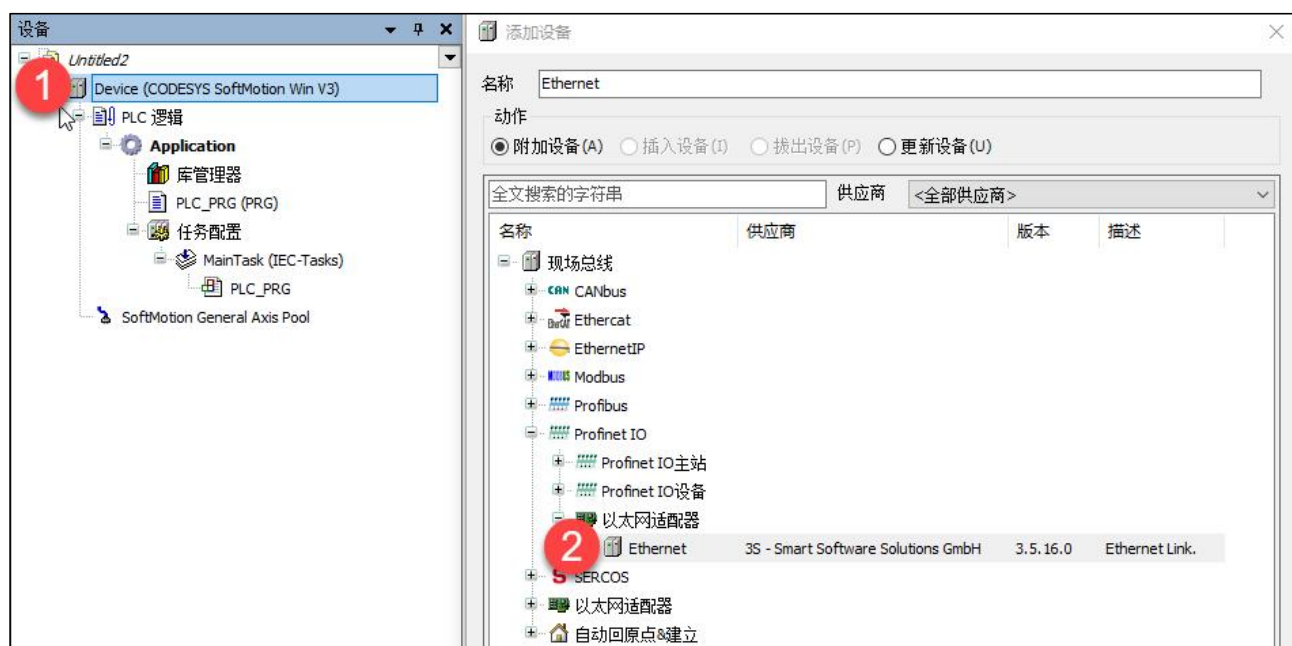 设备
Untitled2
1
Device (CODESYS SoftMotion Win V3)
PLC 逻辑
Application
库管理器
PLC_PRG (PRG)
任务配置
MainTask (IEC-Tasks)
PLC_PRG
SoftMotion General Axis Pool
添加设备
名称 Ethernet
动作
附加设备(A) 插入设备(I) 拔出设备(P) 更新设备(U)
全文搜索的字符串 供应商 <全部供应商>
名称 供应商 版本 描述
现场总线
CAN CANbus
Ethercat
EthernetIP
Modbus
Profibus
Profinet IO
Profinet IO主站
Profinet IO设备
以太网适配器
2 Ethernet 3S - Smart Software Solutions GmbH 3.5.16.0 Ethernet Link.
SERCOS
以太网适配器
自动回原点&建立